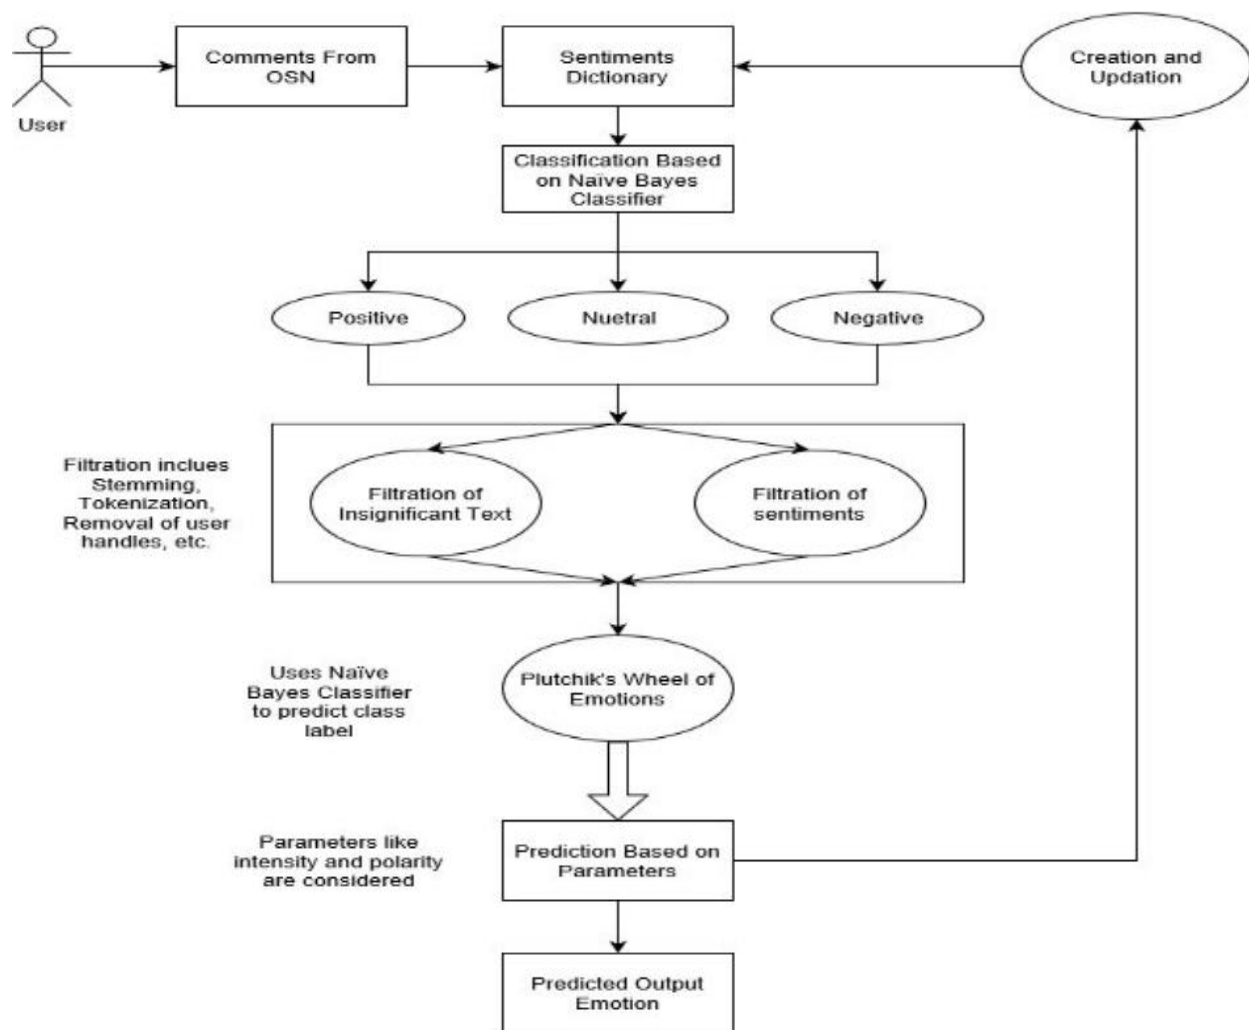 Comments From
OSN
Sentiments
Dictionary
Creation and
Updation
User
Classification Based
on Naïve Bayes
Classifier
Positive
Nuetral
Negative
Filtration inclues
Stemming,
Tokenization,
Removal of user
handles, etc.
Filtration of
Insignificant Text
Filtration of
sentiments
Uses Naïve
Bayes Classifier
to predict class
label
Plutchik's Wheel of
Emotions
Parameters like
intensity and polarity
are considered
Prediction Based on
Parameters
Predicted Output
Emotion